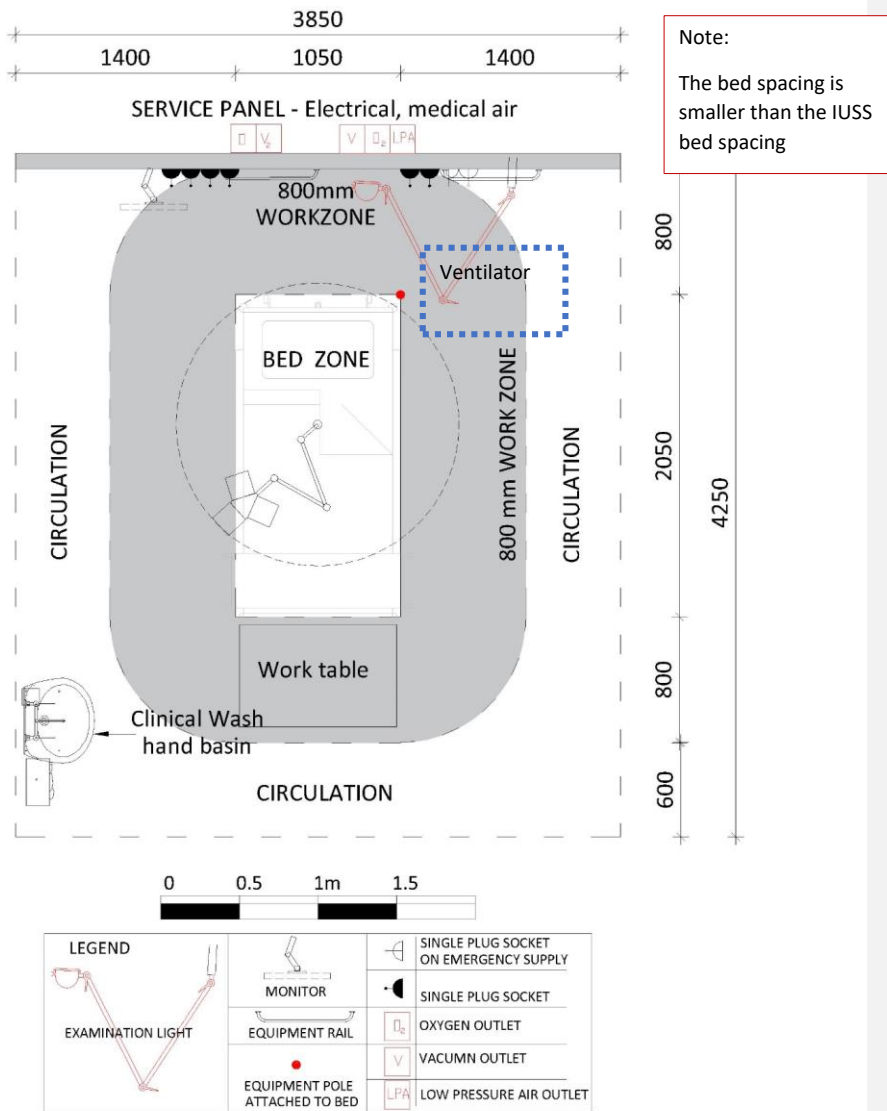 3850
1400
1050
1400
Note:
The bed spacing is
smaller than the IUSS
bed spacing
SERVICE PANEL - Electrical, medical air
▯
V₂
V
▯₂
LPA
800mm
WORKZONE
Ventilator
BED ZONE
800 mm WORK ZONE
CIRCULATION
CIRCULATION
800
2050
4250
800
600
Work table
Clinical Wash
hand basin
CIRCULATION
0 0.5 1m 1.5
LEGEND
EXAMINATION LIGHT
MONITOR
EQUIPMENT RAIL
EQUIPMENT POLE
ATTACHED TO BED
SINGLE PLUG SOCKET
ON EMERGENCY SUPPLY
SINGLE PLUG SOCKET
▯₂ OXYGEN OUTLET
V VACUMN OUTLET
LPA LOW PRESSURE AIR OUTLET